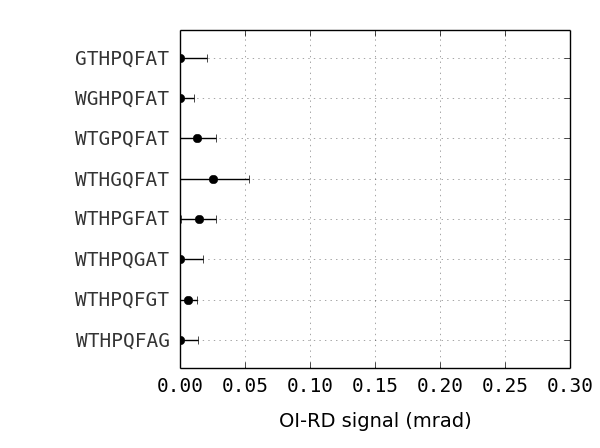 GTHPQFAT
WGHPQFAT
WTGPQFAT
WTHGQFAT
WTHPGFAT
WTHPQGAT
WTHPQFGT
WTHPQFAG
0.00 0.05 0.10 0.15 0.20 0.25 0.30
OI-RD signal (mrad)